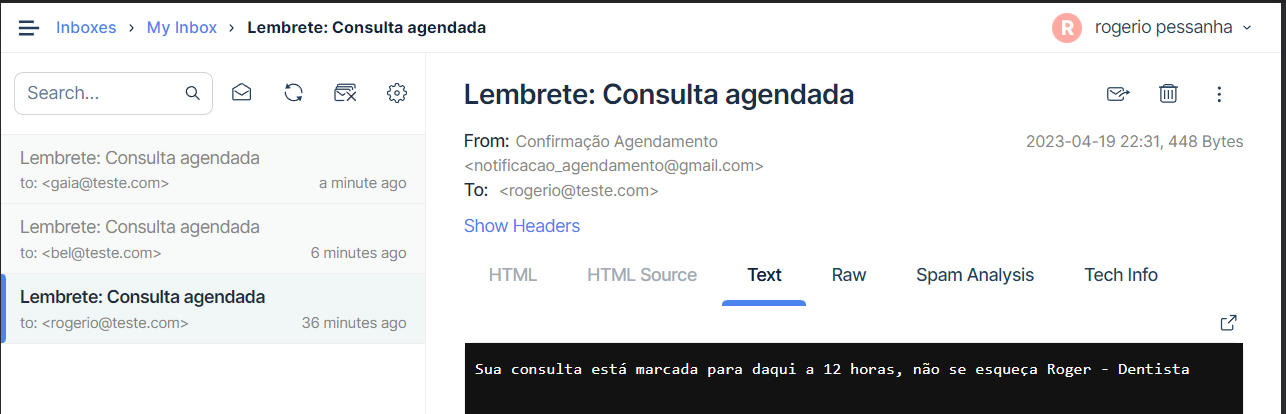 Inboxes › My Inbox › Lembrete: Consulta agendada
R rogerio pessanha
Search...
Lembrete: Consulta agendada
to: <gaia@teste.com> a minute ago
Lembrete: Consulta agendada
to: <bel@teste.com> 6 minutes ago
Lembrete: Consulta agendada
to: <rogerio@teste.com> 36 minutes ago
Lembrete: Consulta agendada
From: Confirmação Agendamento 2023-04-19 22:31, 448 Bytes
<notificacao_agendamento@gmail.com>
To: <rogerio@teste.com>
Show Headers
HTML HTML Source Text Raw Spam Analysis Tech Info
Sua consulta está marcada para daqui a 12 horas, não se esqueça Roger - Dentista